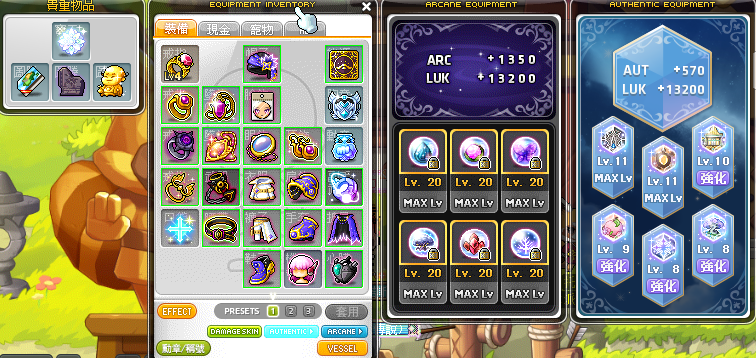 貴重物品
EQUIPMENT INVENTORY
裝備
現金
寵物
Lv4
EFFECT
PRESETS 1 2 3
套用
DAMAGE SKIN
AUTHENTIC
ARCANE
勳章/稱號
VESSEL
ARCANE EQUIPMENT
ARC +1350
LUK +13200
Lv. 20 Lv. 20 Lv. 20
MAX Lv MAX Lv MAX Lv
Lv. 20 Lv. 20 Lv. 20
MAX Lv MAX Lv MAX Lv
AUTHENTIC EQUIPMENT
AUT +570
LUK +13200
Lv. 11
MAX Lv
Lv. 11
MAX Lv
Lv. 10
強化
Lv. 9
強化
Lv. 8
強化
Lv. 8
強化